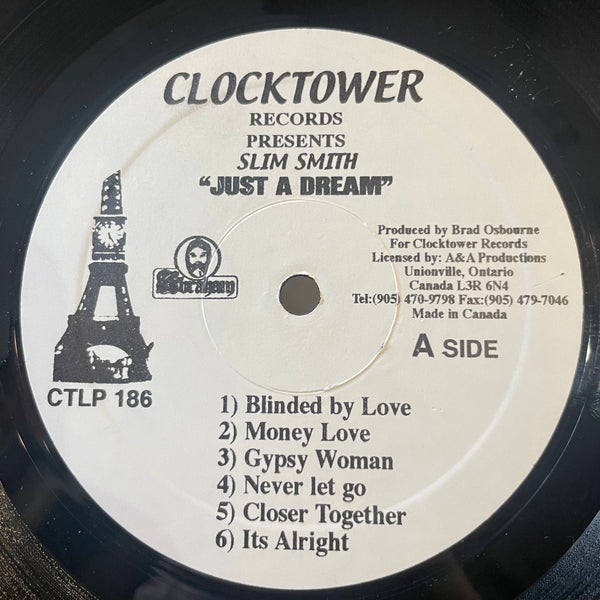 CLOCKTOWER
RECORDS
PRESENTS
SLIM SMITH
"JUST A DREAM"
Produced by Brad Osbourne
For Clocktower Records
Licensed by: A&A Productions
Unionville, Ontario
Canada L3R 6N4
Tel:(905) 470-9798 Fax:(905) 479-7046
Made in Canada
A SIDE
CTLP 186
1) Blinded by Love
2) Money Love
3) Gypsy Woman
4) Never let go
5) Closer Together
6) Its Alright